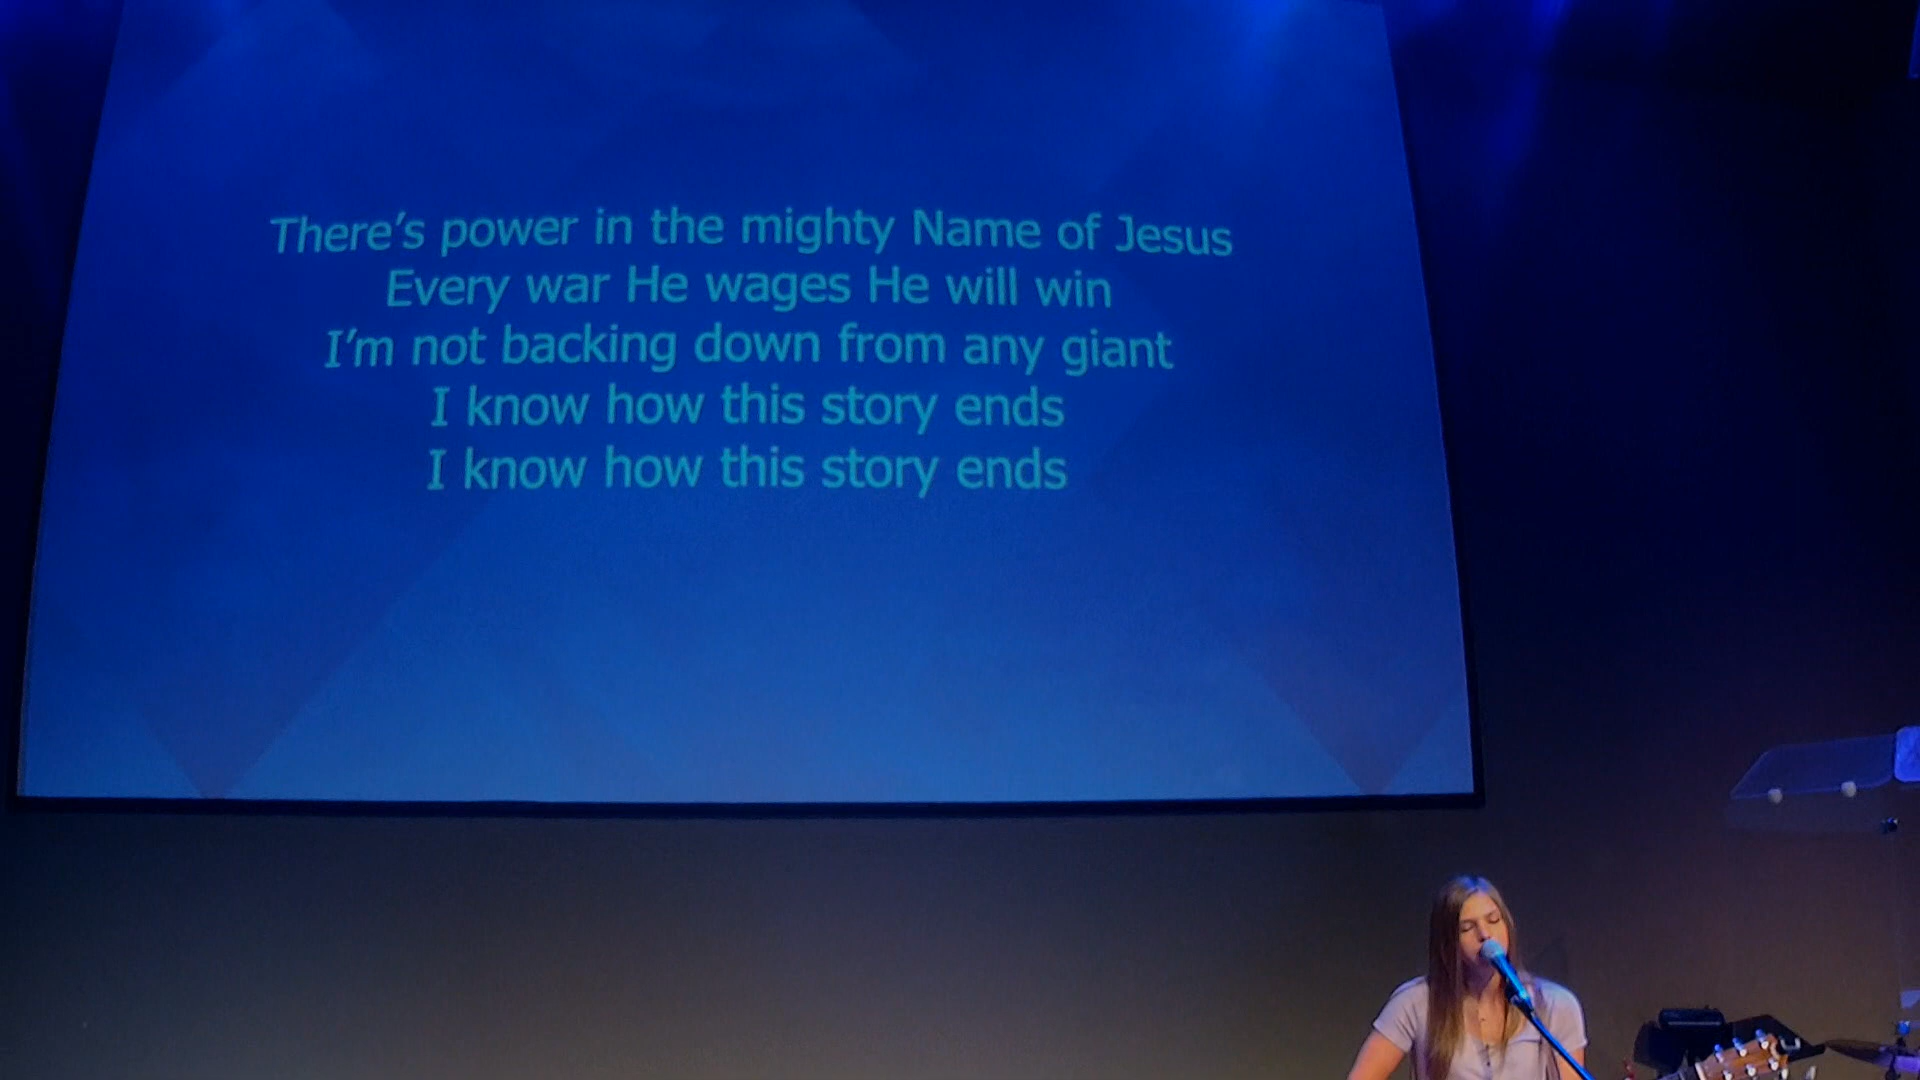 There's power in the mighty Name of Jesus
Every war He wages He will win
I'm not backing down from any giant
I know how this story ends
I know how this story ends